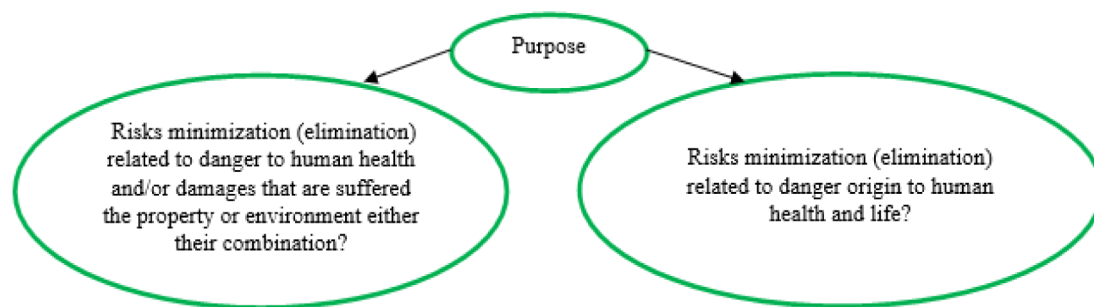 Purpose
Risks minimization (elimination)
related to danger to human health
and/or damages that are suffered
the property or environment either
their combination?
Risks minimization (elimination)
related to danger origin to human
health and life?